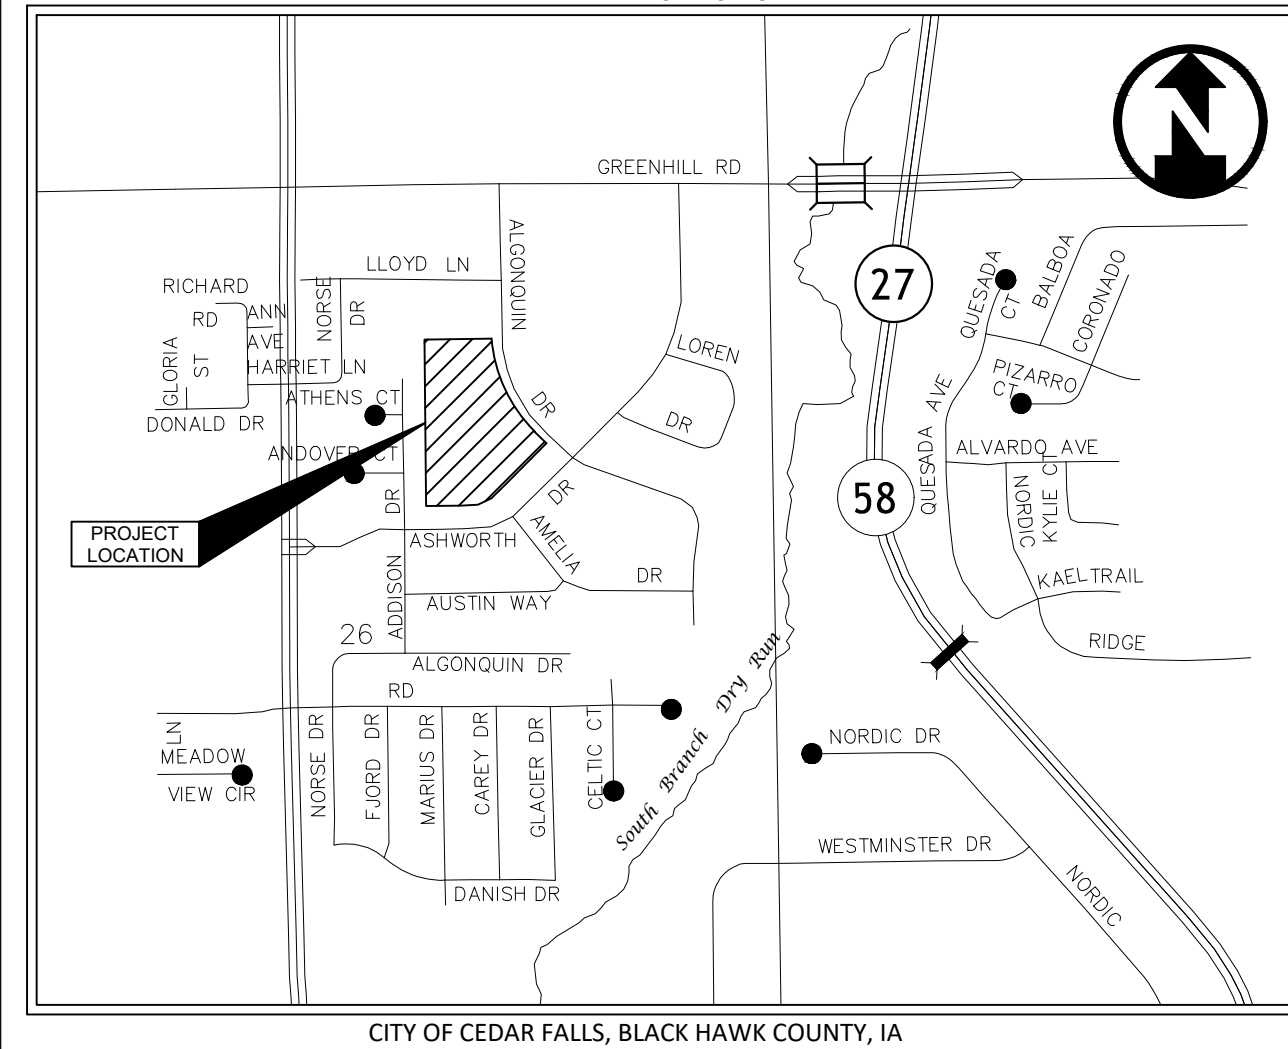 GREENHILL RD
N
ALGONQUIN
DR
LLOYD LN
RICHARD
RD
ANN
AVE
NORSE
DR
GLORIA
ST
HARRIET LN
DONALD DR
ATHENS CT
ANDOVER CT
LOREN
DR
27
58
QUESADA
CT
BALBOA
CORONADO
PIZARRO
CT
QUESADA AVE
ALVARDO AVE
NORDIC
KYLIE CT
KAELTRAIL
RIDGE
PROJECT
LOCATION
ADDISON DR
ASHWORTH
DR
AMELIA
DR
AUSTIN WAY
26
ALGONQUIN DR
RD
LN
MEADOW
VIEW CIR
NORSE DR
FJORD DR
MARIUS DR
CAREY DR
GLACIER DR
CELTIC CT
DANISH DR
South Branch Dry Run
NORDIC DR
WESTMINSTER DR
NORDIC
CITY OF CEDAR FALLS, BLACK HAWK COUNTY, IA